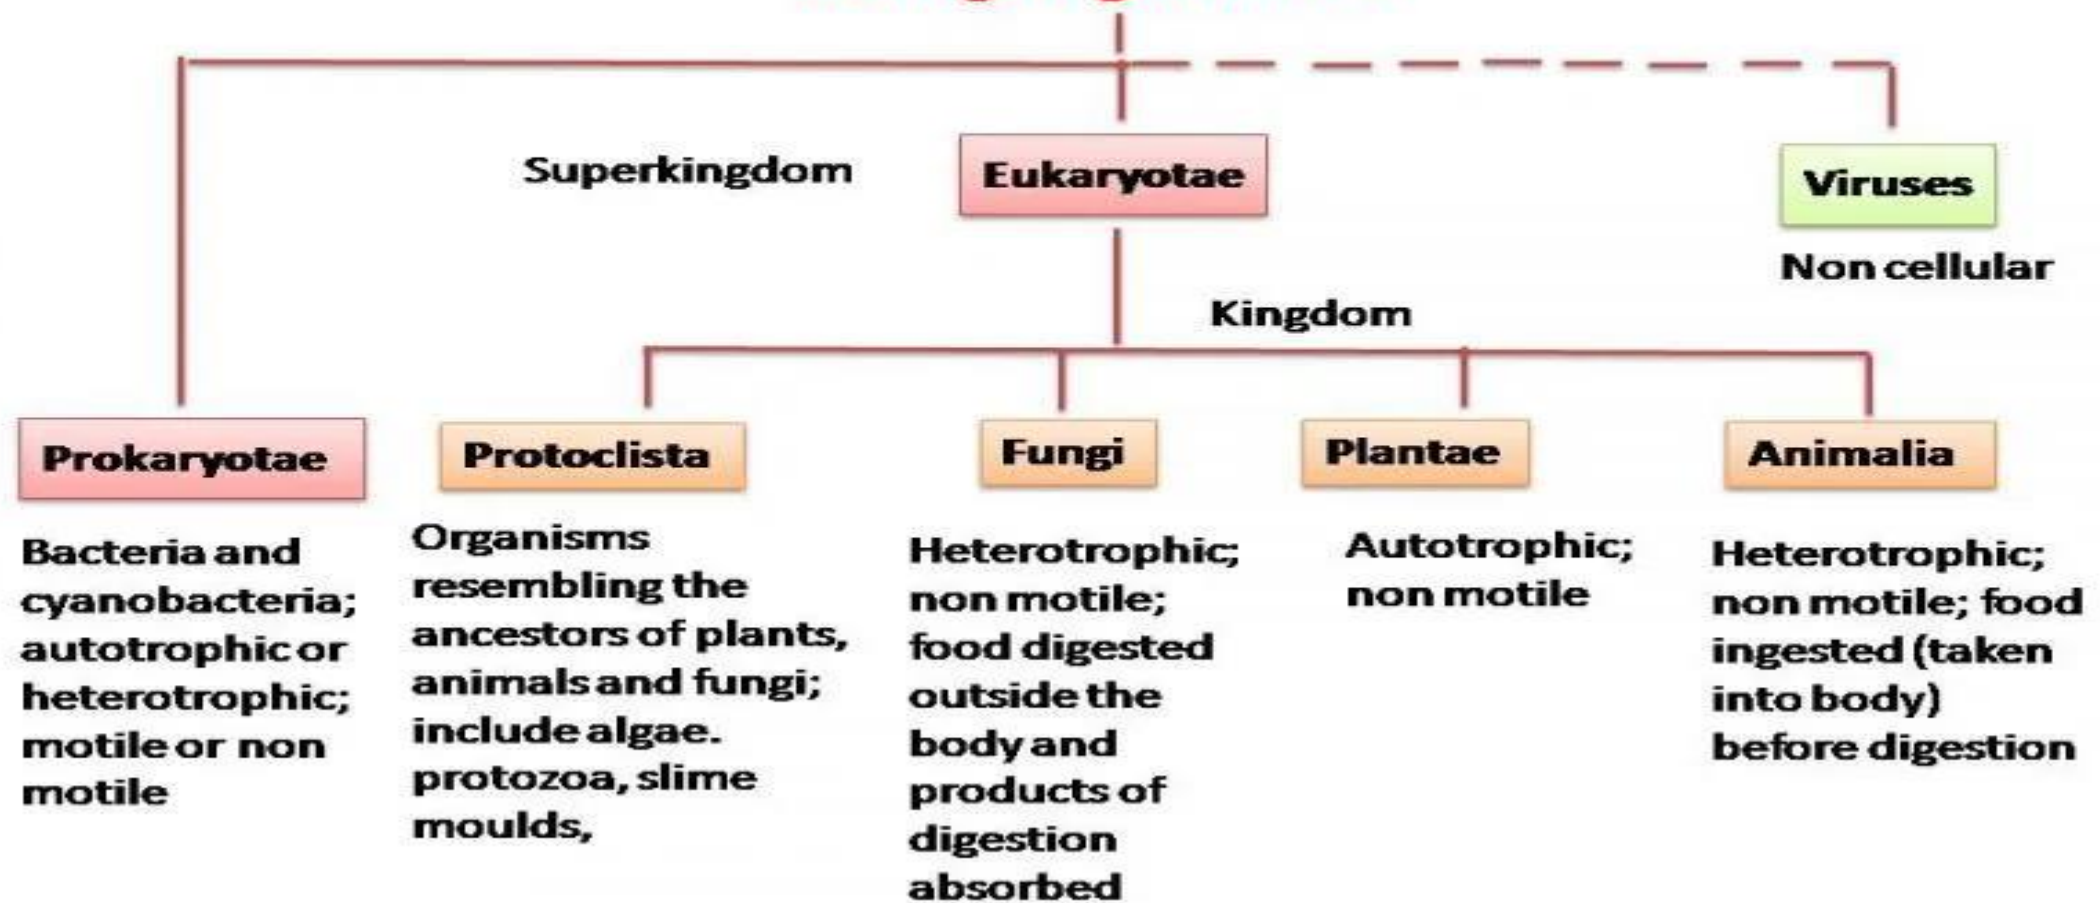 Superkingdom
Eukaryotae
Viruses
Non cellular
Kingdom
Prokaryotae
Protoclista
Fungi
Plantae
Animalia
Bacteria and
cyanobacteria;
autotrophic or
heterotrophic;
motile or non
motile
Organisms
resembling the
ancestors of plants,
animals and fungi;
include algae.
protozoa, slime
moulds,
Heterotrophic;
non motile;
food digested
outside the
body and
products of
digestion
absorbed
Autotrophic;
non motile
Heterotrophic;
non motile; food
ingested (taken
into body)
before digestion